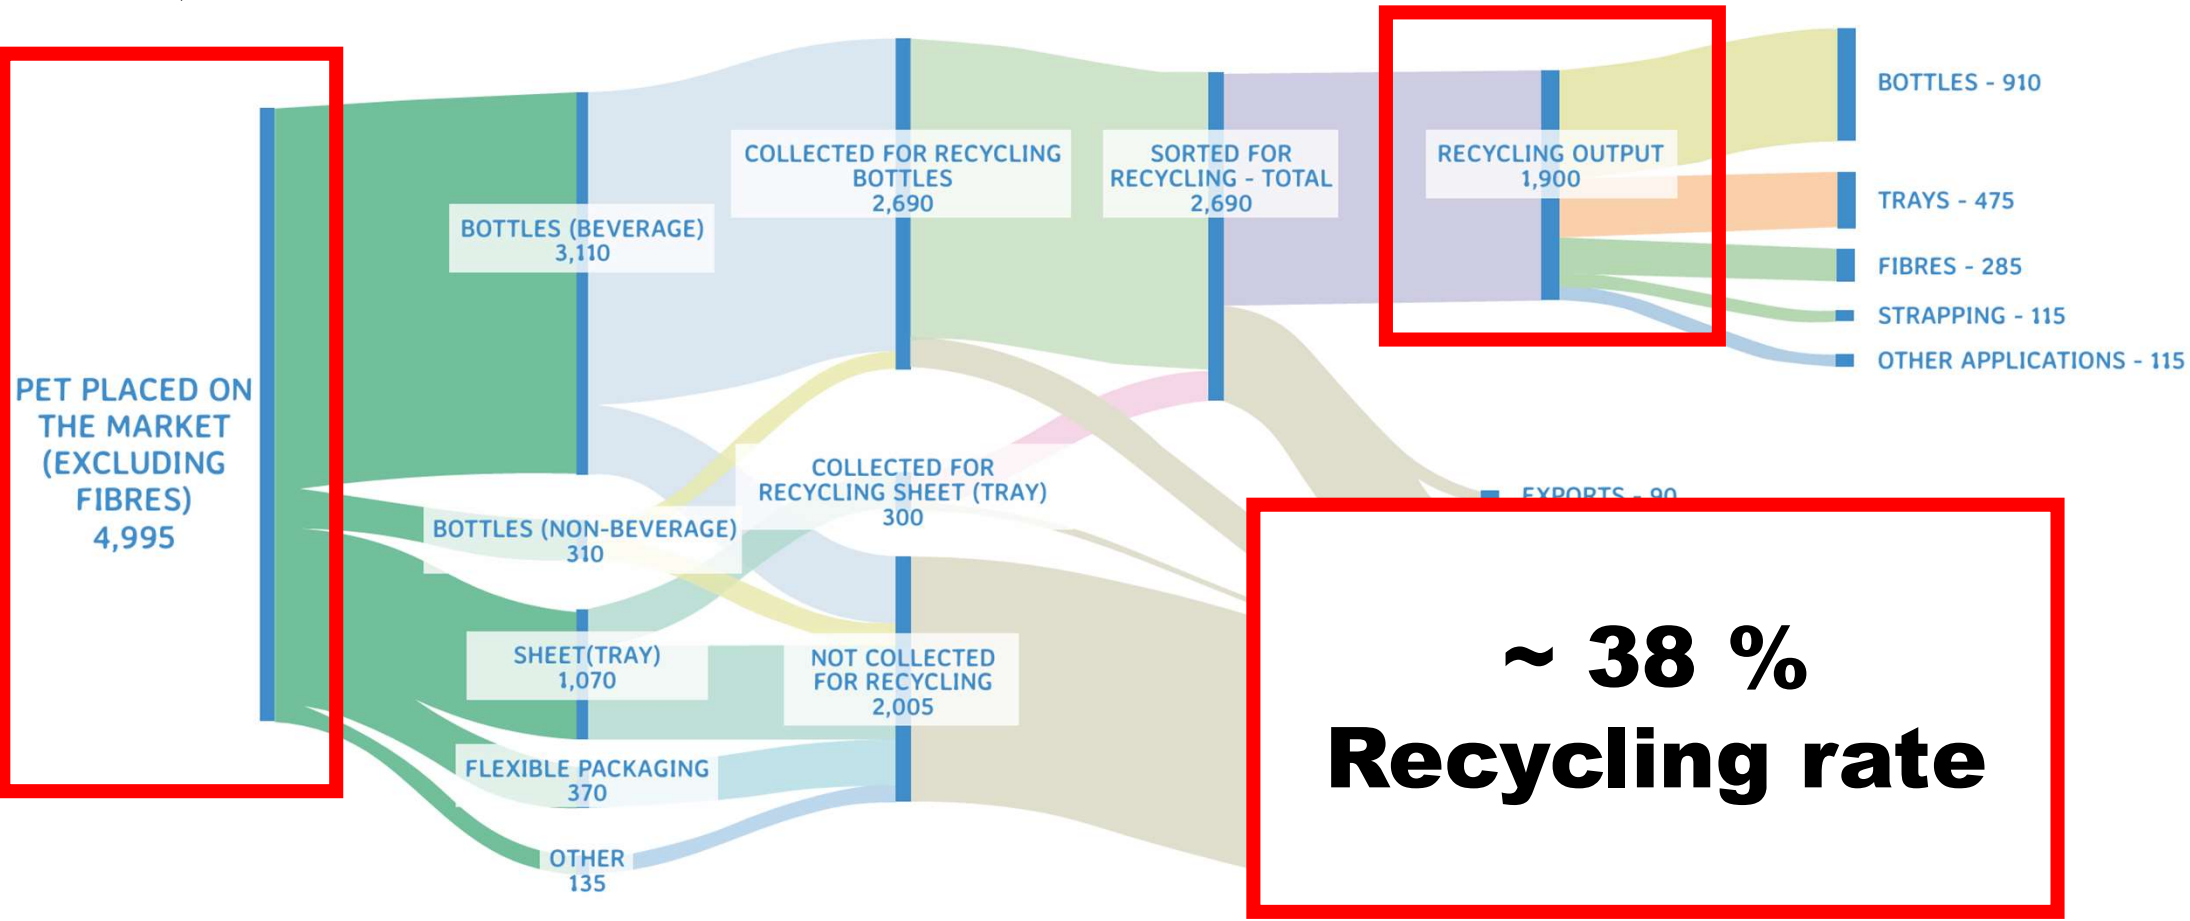 PET PLACED ON
THE MARKET
(EXCLUDING
FIBRES)
4,995
BOTTLES (BEVERAGE)
3,110
BOTTLES (NON-BEVERAGE)
310
SHEET(TRAY)
1,070
FLEXIBLE PACKAGING
370
OTHER
135
COLLECTED FOR RECYCLING
BOTTLES
2,690
COLLECTED FOR
RECYCLING SHEET (TRAY)
300
NOT COLLECTED
FOR RECYCLING
2,005
SORTED FOR
RECYCLING - TOTAL
2,690
RECYCLING OUTPUT
1,900
BOTTLES - 910
TRAYS - 475
FIBRES - 285
STRAPPING - 115
OTHER APPLICATIONS - 115
EXPORTS - 90
~ 38 %
Recycling rate